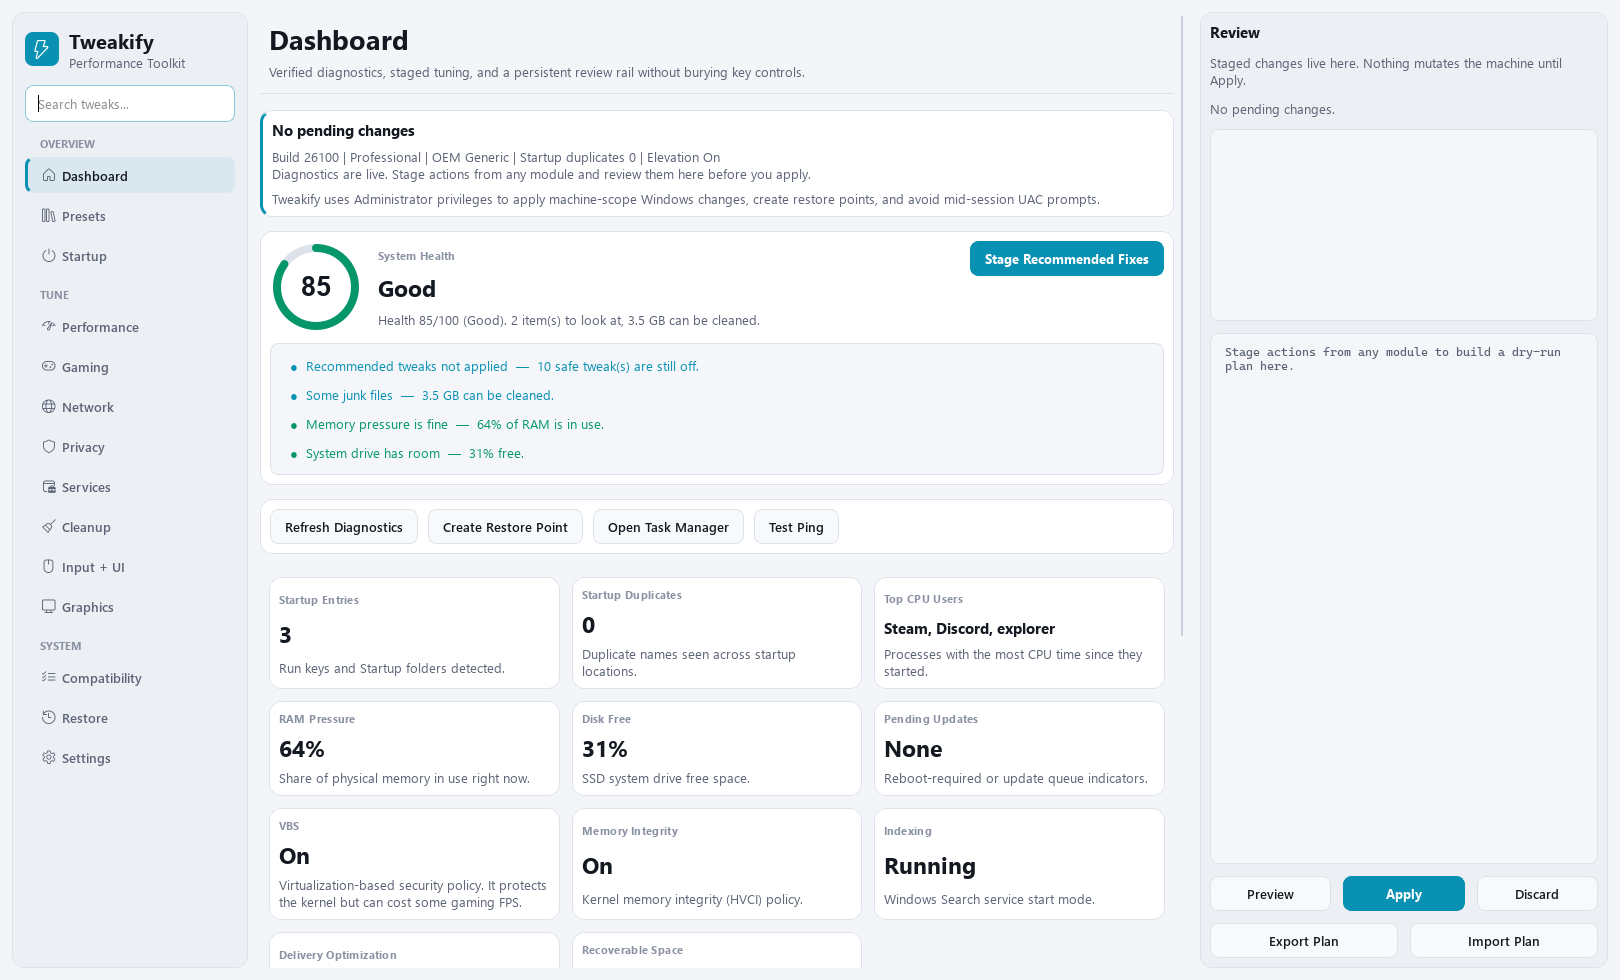 Tweakify
Performance Toolkit
Search tweaks...
OVERVIEW
Dashboard
Presets
Startup
TUNE
Performance
Gaming
Network
Privacy
Services
Cleanup
Input + UI
Graphics
SYSTEM
Compatibility
Restore
Settings
Dashboard
Verified diagnostics, staged tuning, and a persistent review rail without burying key controls.
No pending changes
Build 26100 | Professional | OEM Generic | Startup duplicates 0 | Elevation On
Diagnostics are live. Stage actions from any module and review them here before you apply.
Tweakify uses Administrator privileges to apply machine-scope Windows changes, create restore points, and avoid mid-session UAC prompts.
85
System Health
Good
Health 85/100 (Good). 2 item(s) to look at, 3.5 GB can be cleaned.
Stage Recommended Fixes
● Recommended tweaks not applied — 10 safe tweak(s) are still off.
● Some junk files — 3.5 GB can be cleaned.
● Memory pressure is fine — 64% of RAM is in use.
● System drive has room — 31% free.
Refresh Diagnostics
Create Restore Point
Open Task Manager
Test Ping
Startup Entries
3
Run keys and Startup folders detected.
Startup Duplicates
0
Duplicate names seen across startup
locations.
Top CPU Users
Steam, Discord, explorer
Processes with the most CPU time since they
started.
RAM Pressure
64%
Share of physical memory in use right now.
Disk Free
31%
SSD system drive free space.
Pending Updates
None
Reboot-required or update queue indicators.
VBS
On
Virtualization-based security policy. It protects
the kernel but can cost some gaming FPS.
Memory Integrity
On
Kernel memory integrity (HVCI) policy.
Indexing
Running
Windows Search service start mode.
Delivery Optimization
Recoverable Space
Review
Staged changes live here. Nothing mutates the machine until
Apply.
No pending changes.
Stage actions from any module to build a dry-run
plan here.
Preview
Apply
Discard
Export Plan
Import Plan